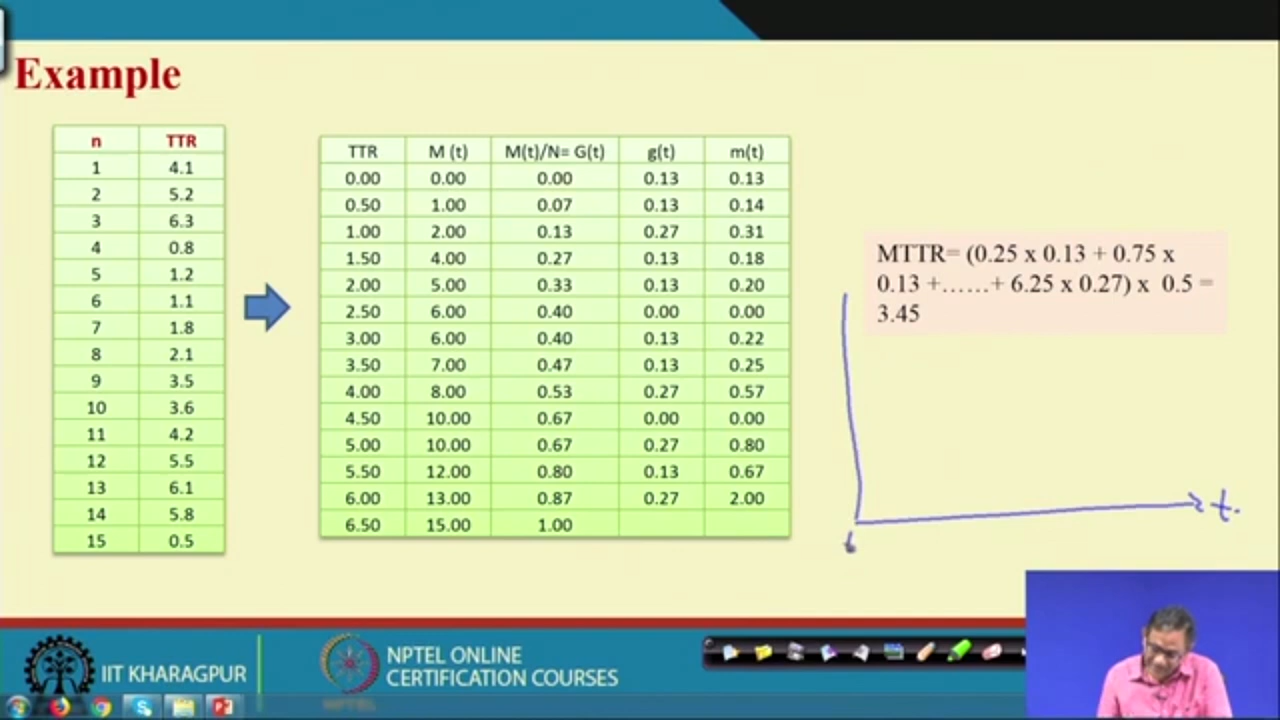 Example
n TTR
1 4.1
2 5.2
3 6.3
4 0.8
5 1.2
6 1.1
7 1.8
8 2.1
9 3.5
10 3.6
11 4.2
12 5.5
13 6.1
14 5.8
15 0.5
TTR M (t) M(t)/N= G(t) g(t) m(t)
0.00 0.00 0.00 0.13 0.13
0.50 1.00 0.07 0.13 0.14
1.00 2.00 0.13 0.27 0.31
1.50 4.00 0.27 0.13 0.18
2.00 5.00 0.33 0.13 0.20
2.50 6.00 0.40 0.00 0.00
3.00 6.00 0.40 0.13 0.22
3.50 7.00 0.47 0.13 0.25
4.00 8.00 0.53 0.27 0.57
4.50 10.00 0.67 0.00 0.00
5.00 10.00 0.67 0.27 0.80
5.50 12.00 0.80 0.13 0.67
6.00 13.00 0.87 0.27 2.00
6.50 15.00 1.00
MTTR= (0.25 x 0.13 + 0.75 x
0.13 +......+ 6.25 x 0.27) x 0.5 =
3.45
t.
IIT KHARAGPUR
NPTEL ONLINE
CERTIFICATION COURSES